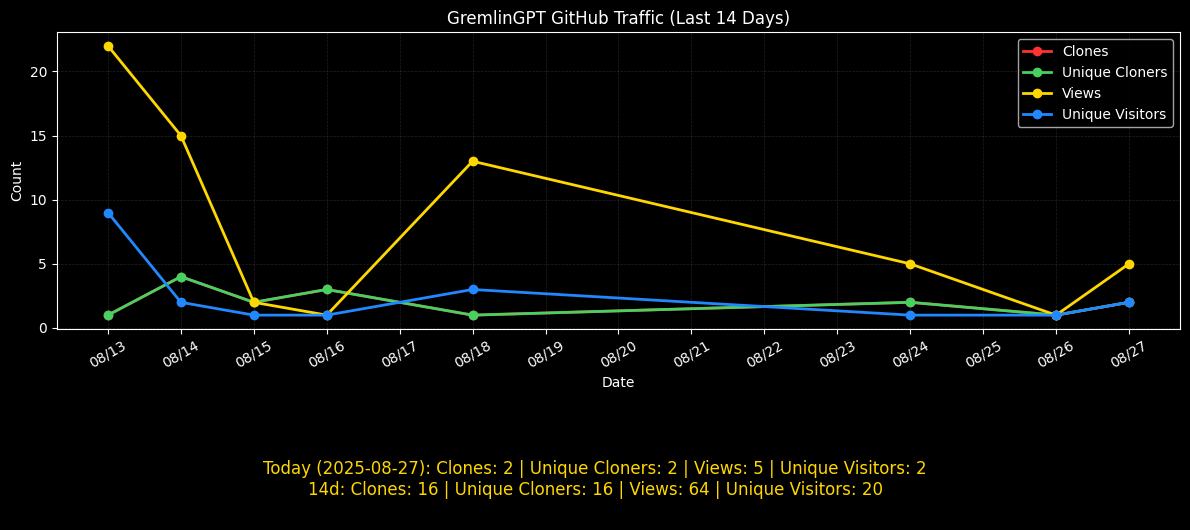 GremlinGPT GitHub Traffic (Last 14 Days)
Clones
Unique Cloners
Views
Unique Visitors
Count
20
15
10
5
0
08/13 08/14 08/15 08/16 08/17 08/18 08/19 08/20 08/21 08/22 08/23 08/24 08/25 08/26 08/27
Date
Today (2025-08-27): Clones: 2 | Unique Cloners: 2 | Views: 5 | Unique Visitors: 2
14d: Clones: 16 | Unique Cloners: 16 | Views: 64 | Unique Visitors: 20